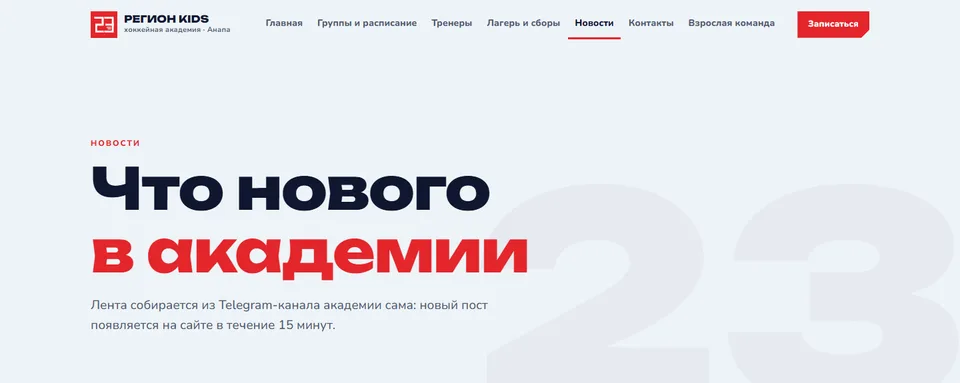 23
РЕГИОН KIDS
хоккейная академия · Анапа
Главная
Группы и расписание
Тренеры
Лагерь и сборы
Новости
Контакты
Взрослая команда
Записаться
НОВОСТИ
Что нового
в академии
Лента собирается из Telegram-канала академии сама: новый пост
появляется на сайте в течение 15 минут.
23